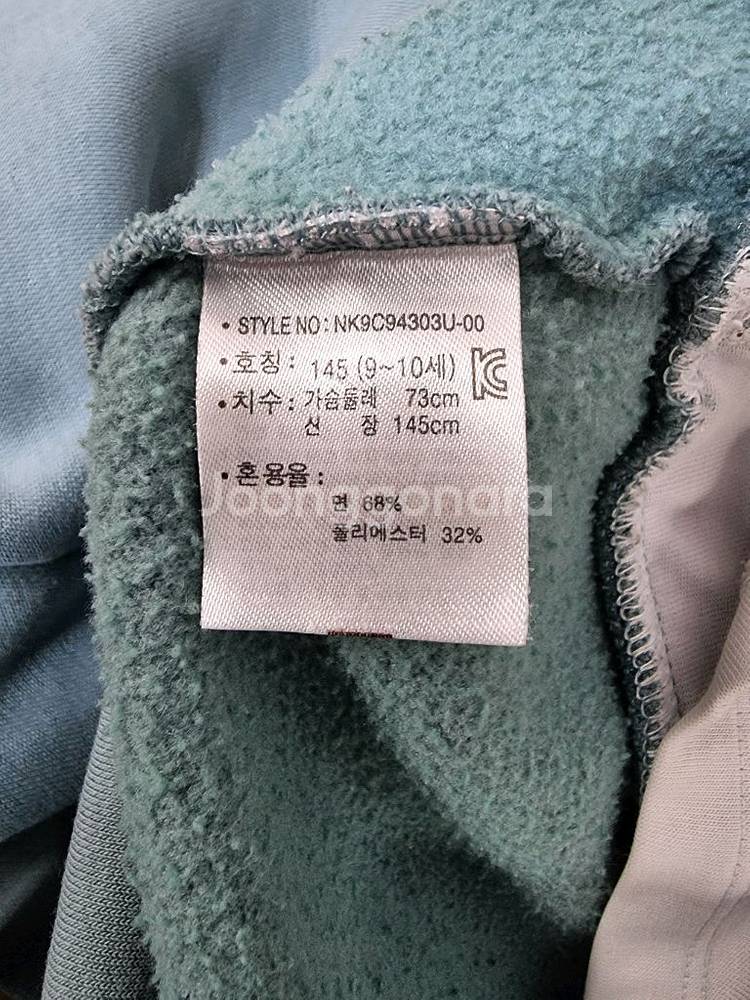 • STYLE NO : NK9C94303U-00
• 호칭 : 145 (9~10세)
• 치수 : 가슴둘레 73cm
신 장 145cm
• 혼용율 :
면 68%
폴리에스터 32%
Joongonara